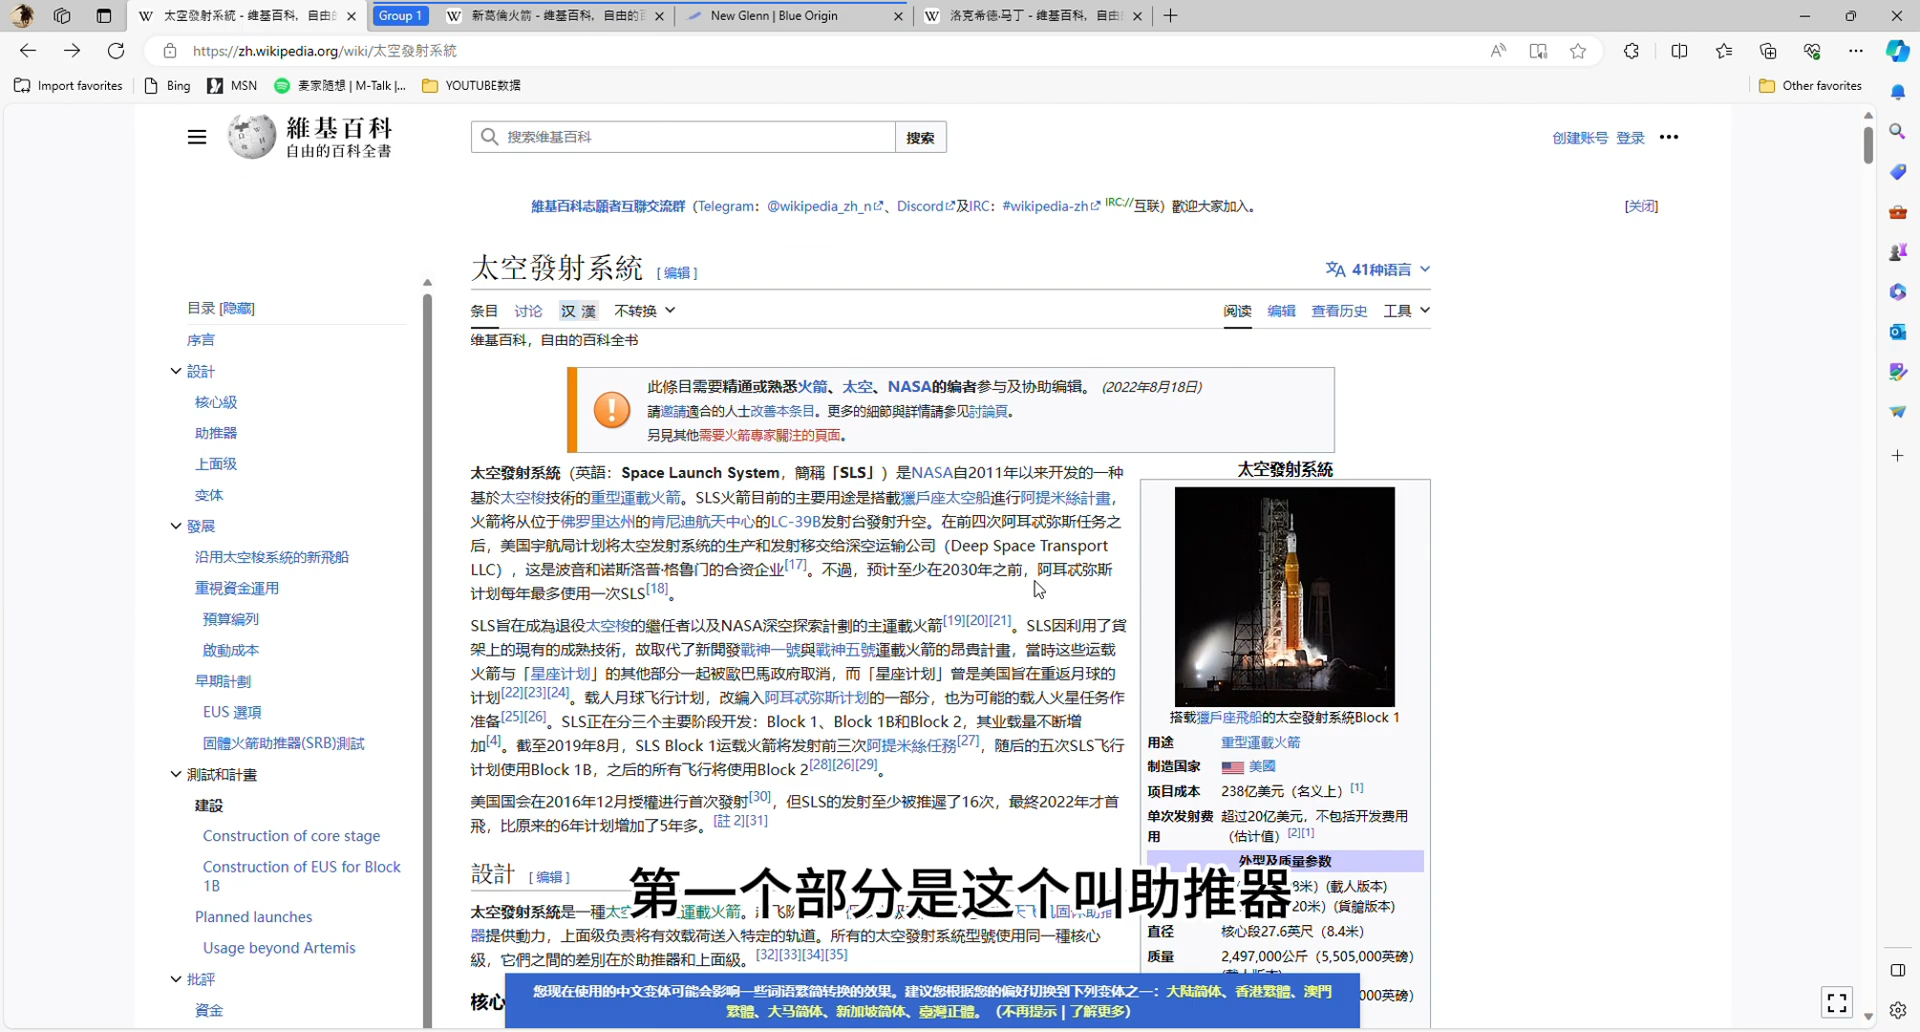 太空發射系統 - 维基百科，自由
Group 1
新葛倫火箭 - 维基百科，自由的
New Glenn | Blue Origin
洛克希德·马丁 - 维基百科，自由
https://zh.wikipedia.org/wiki/太空發射系統
Import favorites
Bing
MSN
麦家随想 | M-Talk |...
YOUTUBE数据
Other favorites
維基百科
自由的百科全書
搜索维基百科
搜索
创建账号 登录
維基百科志願者互聯交流群（Telegram：@wikipedia_zh_n、Discord及IRC：#wikipedia-zh IRC://互联）歡迎大家加入。
[关闭]
太空發射系統 [编辑]
41种语言
条目 讨论 汉 漢 不转换
阅读 编辑 查看历史 工具
维基百科，自由的百科全书
目录 [隐藏]
序言
設計
核心級
助推器
上面级
变体
發展
沿用太空梭系統的新飛船
重視資金運用
預算編列
啟動成本
早期計劃
EUS 選項
固體火箭助推器(SRB)測試
測試和計畫
建設
Construction of core stage
Construction of EUS for Block
1B
Planned launches
Usage beyond Artemis
批評
資金
此條目需要精通或熟悉火箭、太空、NASA的编者参与及协助编辑。 (2022年8月18日)
請邀請適合的人士改善本条目。更多的細節與詳情請参见討論頁。
另見其他需要火箭專家關注的頁面。
太空發射系統（英語：Space Launch System，簡稱「SLS」）是NASA自2011年以来开发的一种
基於太空梭技術的重型運載火箭。SLS火箭目前的主要用途是搭載獵戶座太空船進行阿提米絲計畫，
火箭将从位于佛罗里达州的肯尼迪航天中心的LC-39B发射台發射升空。在前四次阿耳忒弥斯任务之
后，美国宇航局计划将太空发射系统的生产和发射移交给深空运输公司（Deep Space Transport
LLC），这是波音和诺斯洛普·格鲁门的合资企业[17]。不過，预计至少在2030年之前，阿耳忒弥斯
计划每年最多使用一次SLS[18]。
SLS旨在成為退役太空梭的繼任者以及NASA深空探索計劃的主運載火箭[19][20][21]。SLS因利用了貨
架上的現有的成熟技術，故取代了新開發戰神一號與戰神五號運載火箭的昂貴計畫，當時这些运载
火箭与「星座计划」的其他部分一起被歐巴馬政府取消，而「星座计划」曾是美国旨在重返月球的
计划[22][23][24]。载人月球飞行计划，改编入阿耳忒弥斯计划的一部分，也为可能的载人火星任务作
准备[25][26]。SLS正在分三个主要阶段开发：Block 1、Block 1B和Block 2，其业载量不断增
加[4]。截至2019年8月，SLS Block 1运载火箭将发射前三次阿提米絲任務[27]，随后的五次SLS飞行
计划使用Block 1B，之后的所有飞行将使用Block 2[28][26][29]。
美国国会在2016年12月授權进行首次發射[30]，但SLS的发射至少被推遲了16次，最終2022年才首
飛，比原来的6年计划增加了5年多。[註 2][31]
設計 [编辑]
太空發射系統是一種太空 運載火箭。 飞
器提供動力，上面级负责将有效载荷送入特定的轨道。所有的太空發射系統型號使用同一種核心
級，它們之間的差別在於助推器和上面級。[32][33][34][35]
核心
太空發射系統
搭載獵戶座飛船的太空發射系統Block 1
用途 重型運載火箭
制造国家 美國
项目成本 238亿美元（名义上）[1]
单次发射费用 超过20亿美元，不包括开发费用
（估计值）[2][1]
外型及质量参数
8米）(載人版本)
20米）(貨艙版本)
直径 核心段27.6英尺（8.4米）
质量 2,497,000公斤（5,505,000英磅）
000英磅）
第一个部分是这个叫助推器
您现在使用的中文变体可能会影响一些词语繁简转换的效果。建议您根据您的偏好切换到下列变体之一：大陆简体、香港繁體、澳門
繁體、大马简体、新加坡简体、臺灣正體。（不再提示 | 了解更多）